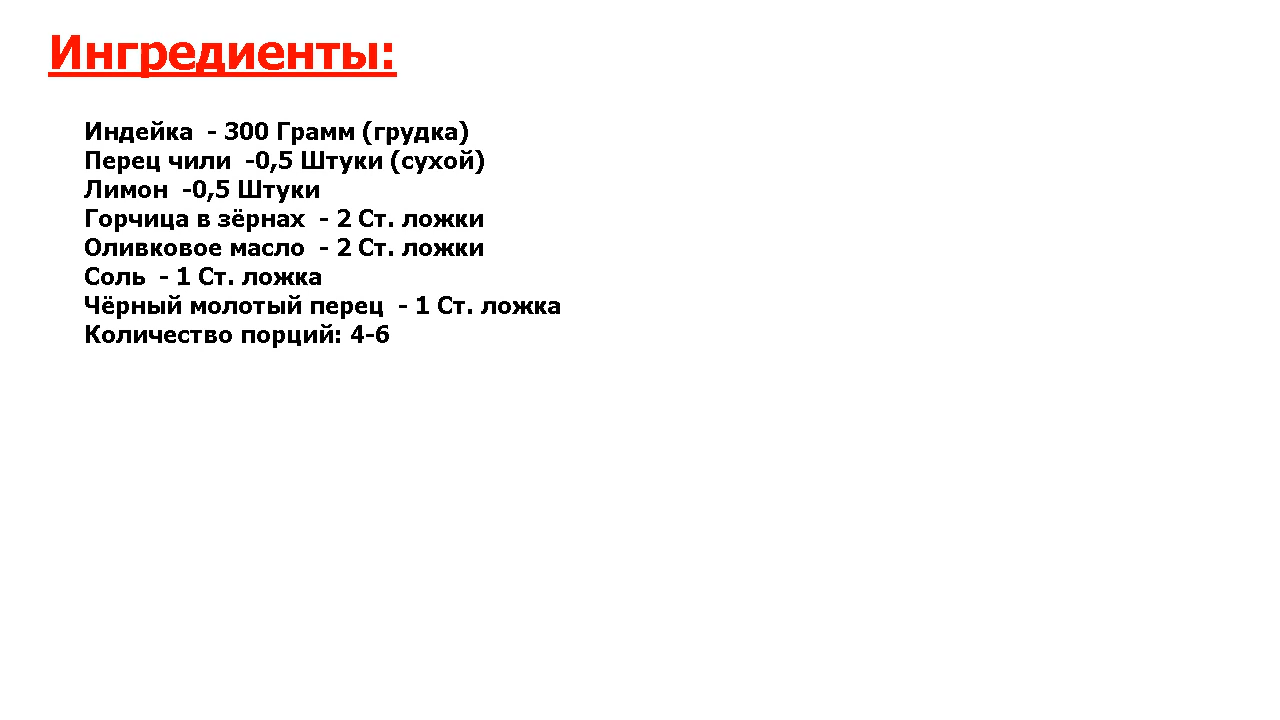 Ингредиенты:
Индейка  - 300 Грамм (грудка)
Перец чили  -0,5 Штуки (сухой)
Лимон  -0,5 Штуки
Горчица в зёрнах  - 2 Ст. ложки
Оливковое масло  - 2 Ст. ложки
Соль  - 1 Ст. ложка
Чёрный молотый перец  - 1 Ст. ложка
Количество порций: 4-6